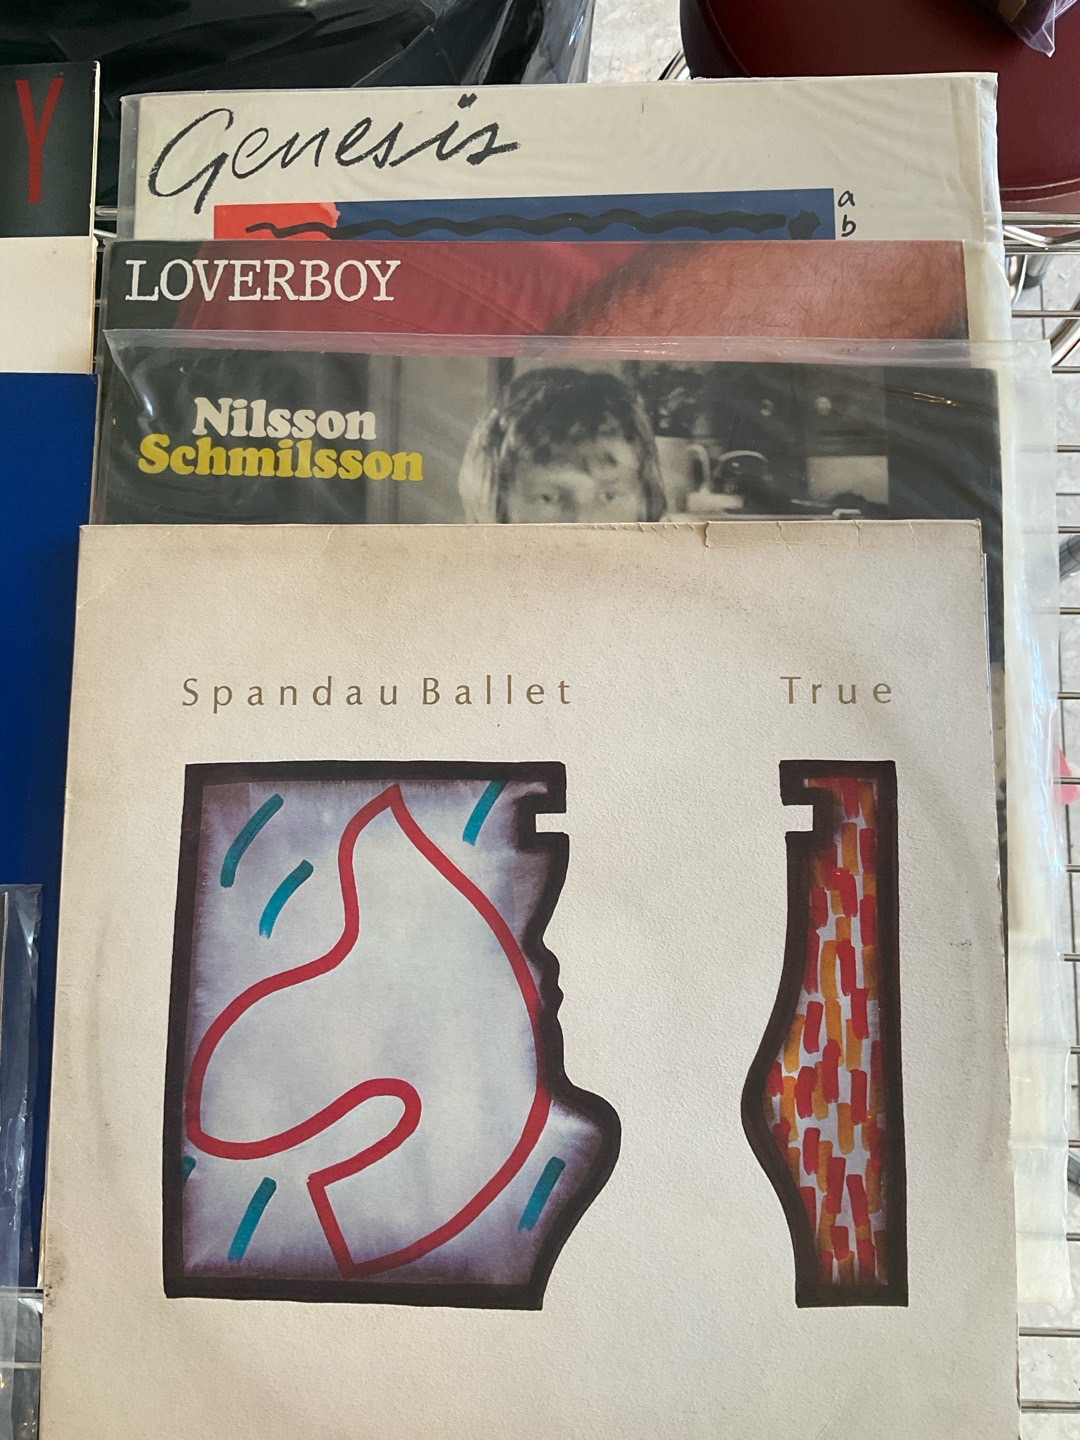 Y
Genesis
a
b
LOVERBOY
Nilsson
Schmilsson
Spandau Ballet True